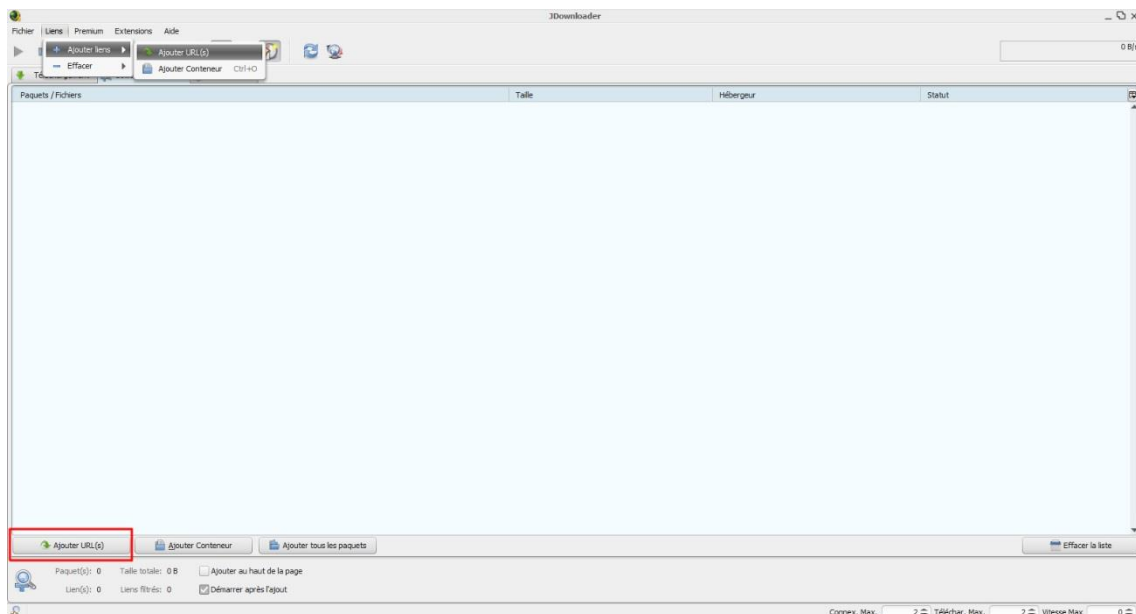 JDownloader
Fichier Liens Premium Extensions Aide
Ajouter liens
Effacer
Ajouter URL(s)
Ajouter Conteneur Ctrl+O
0 B/
Paquets / Fichiers Taille Hébergeur Statut
Ajouter URL(s) Ajouter Conteneur Ajouter tous les paquets Effacer la liste
Paquet(s): 0 Taille totale: 0 B Ajouter au haut de la page
Lien(s): 0 Liens filtrés: 0 Démarrer après l'ajout
Connex. Max. 2 Téléchar. Max. 2 Vitesse Max 0